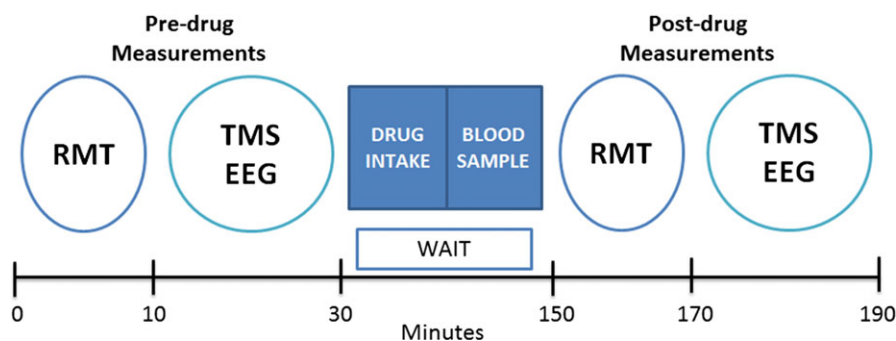 Pre-drug
Measurements
Post-drug
Measurements
RMT
TMS
EEG
DRUG
INTAKE
BLOOD
SAMPLE
RMT
TMS
EEG
WAIT
0
10
30
150
170
190
Minutes